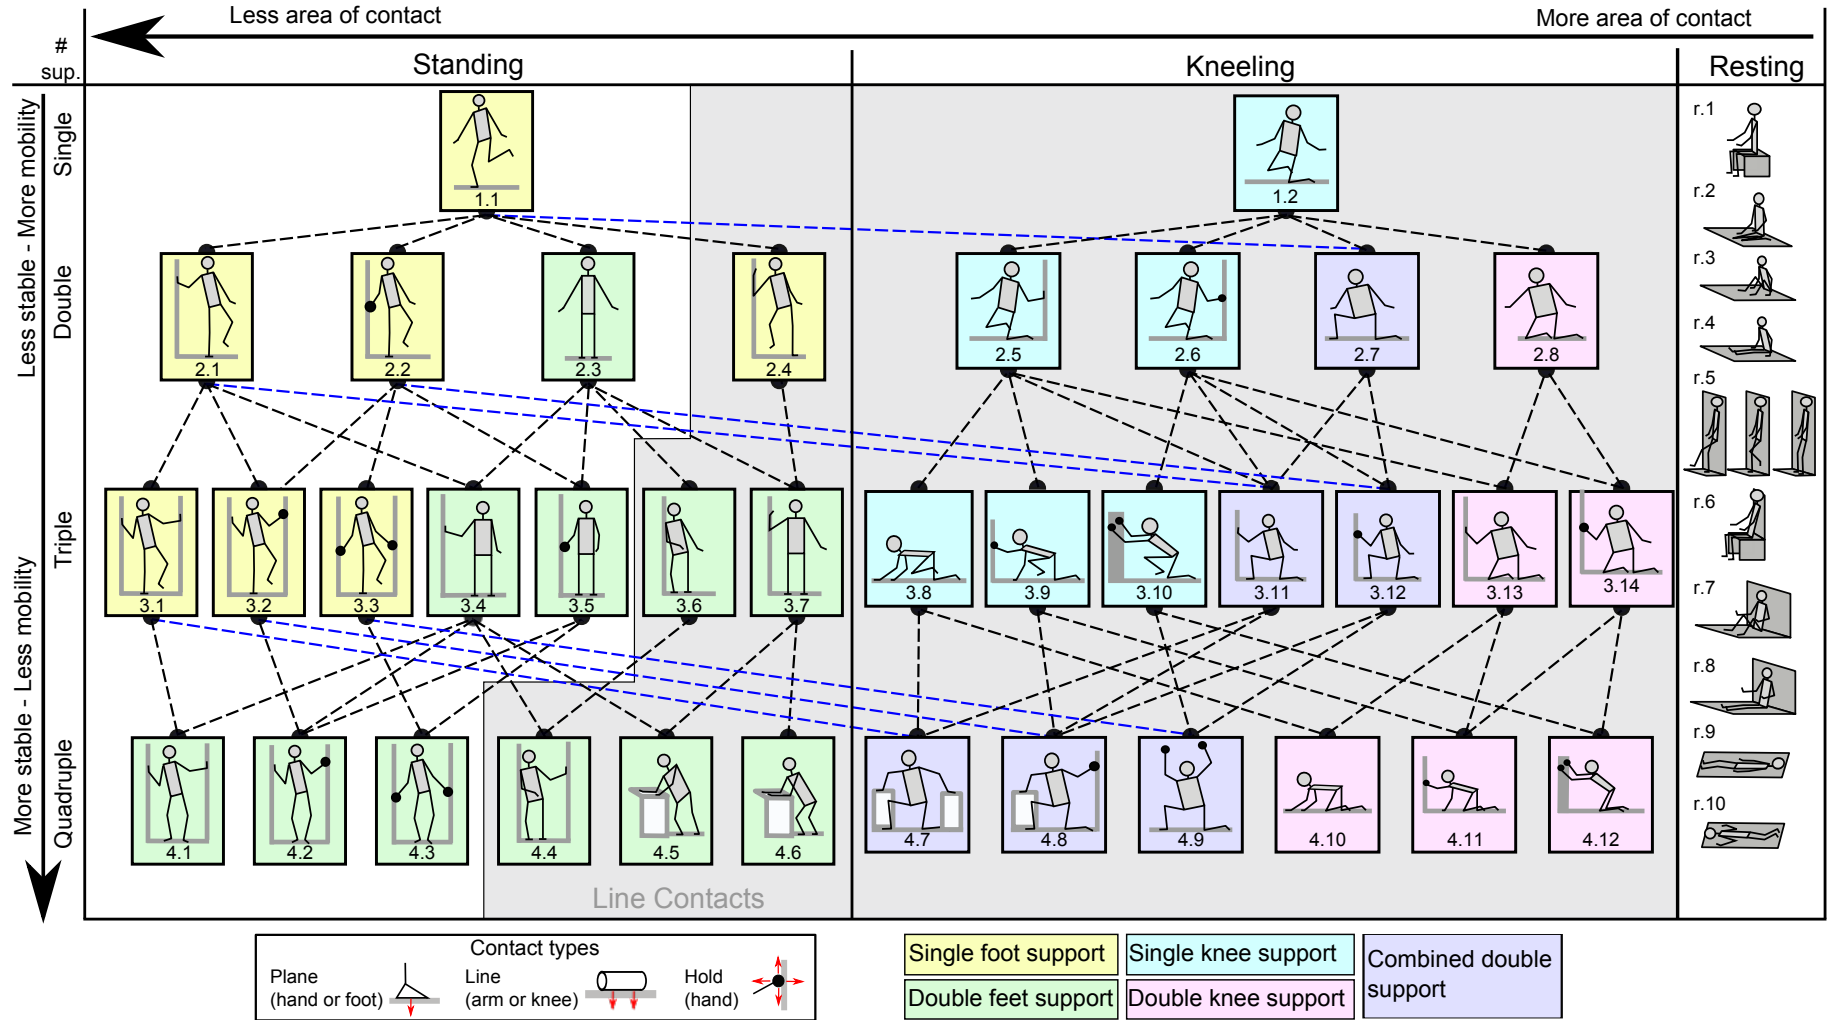 Less area of contact
More area of contact
#
sup.
Standing
Kneeling
Resting
Less stable - More mobility
More stable - Less mobility
Single
1.1
1.2
Double
2.1
2.2
2.3
2.4
2.5
2.6
2.7
2.8
Triple
3.1
3.2
3.3
3.4
3.5
3.6
3.7
3.8
3.9
3.10
3.11
3.12
3.13
3.14
Quadruple
4.1
4.2
4.3
4.4
4.5
4.6
4.7
4.8
4.9
4.10
4.11
4.12
Line Contacts
r.1
r.2
r.3
r.4
r.5
r.6
r.7
r.8
r.9
r.10
Contact types
Plane
(hand or foot)
Line
(arm or knee)
Hold
(hand)
Single foot support
Double feet support
Single knee support
Double knee support
Combined double
support